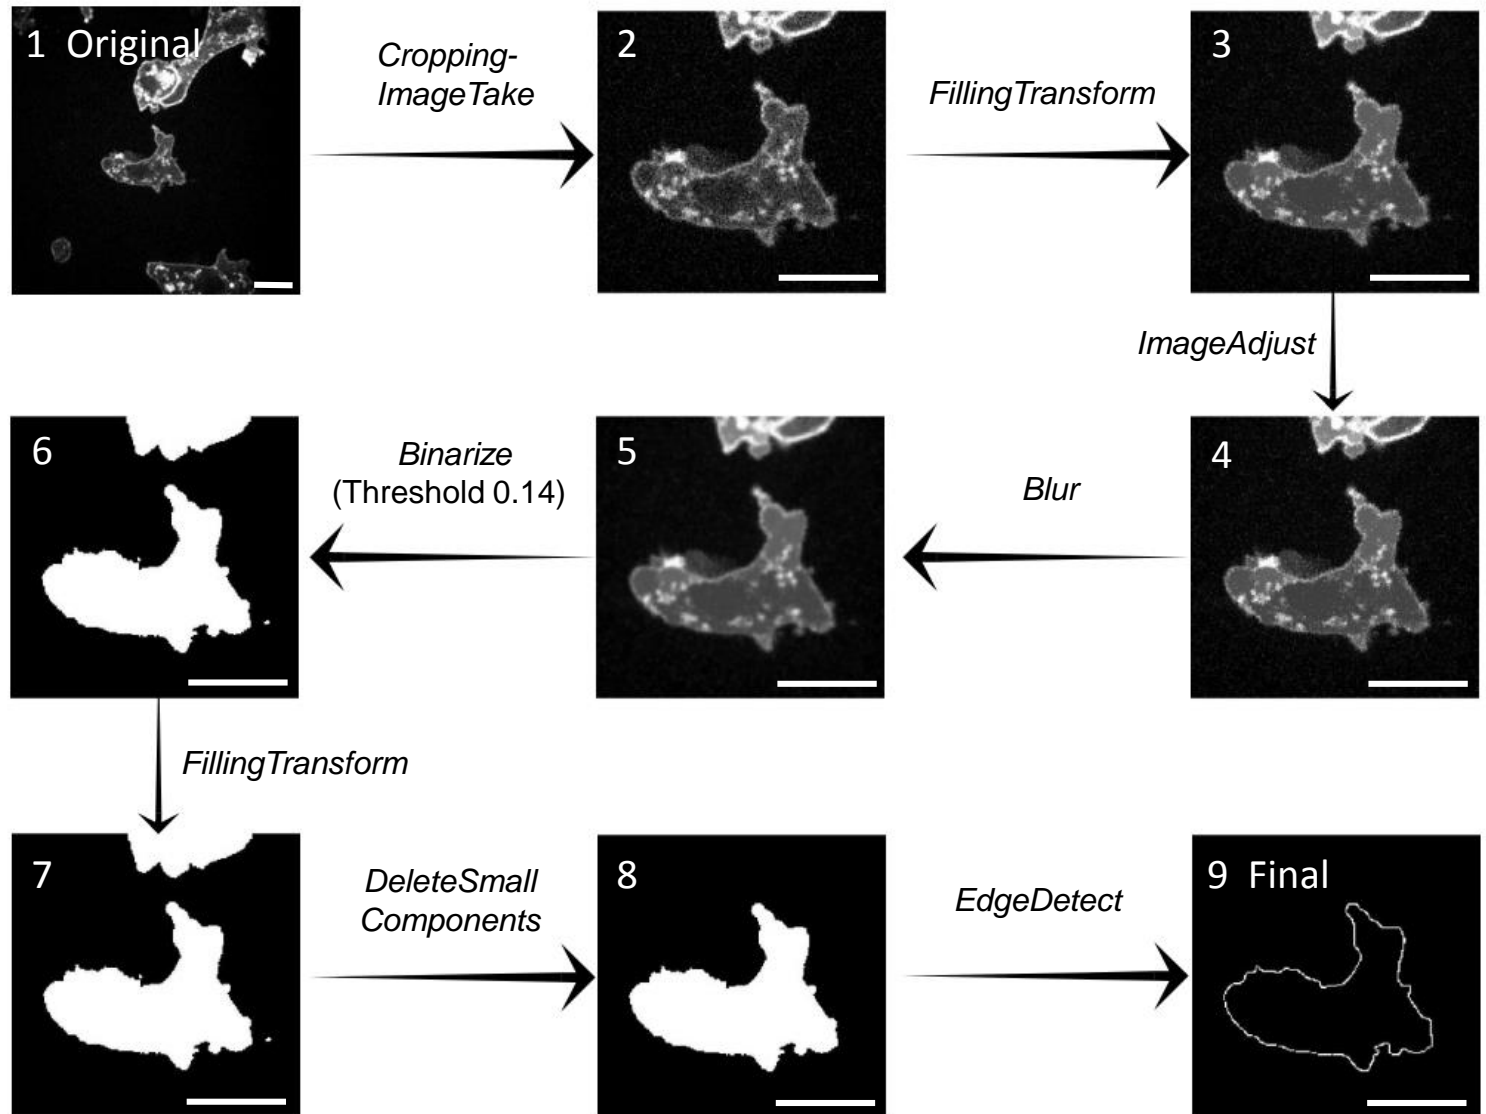 1 Original
Cropping-
ImageTake
2
FillingTransform
3
ImageAdjust
4
Blur
5
Binarize
(Threshold 0.14)
6
FillingTransform
7
DeleteSmall
Components
8
EdgeDetect
9 Final